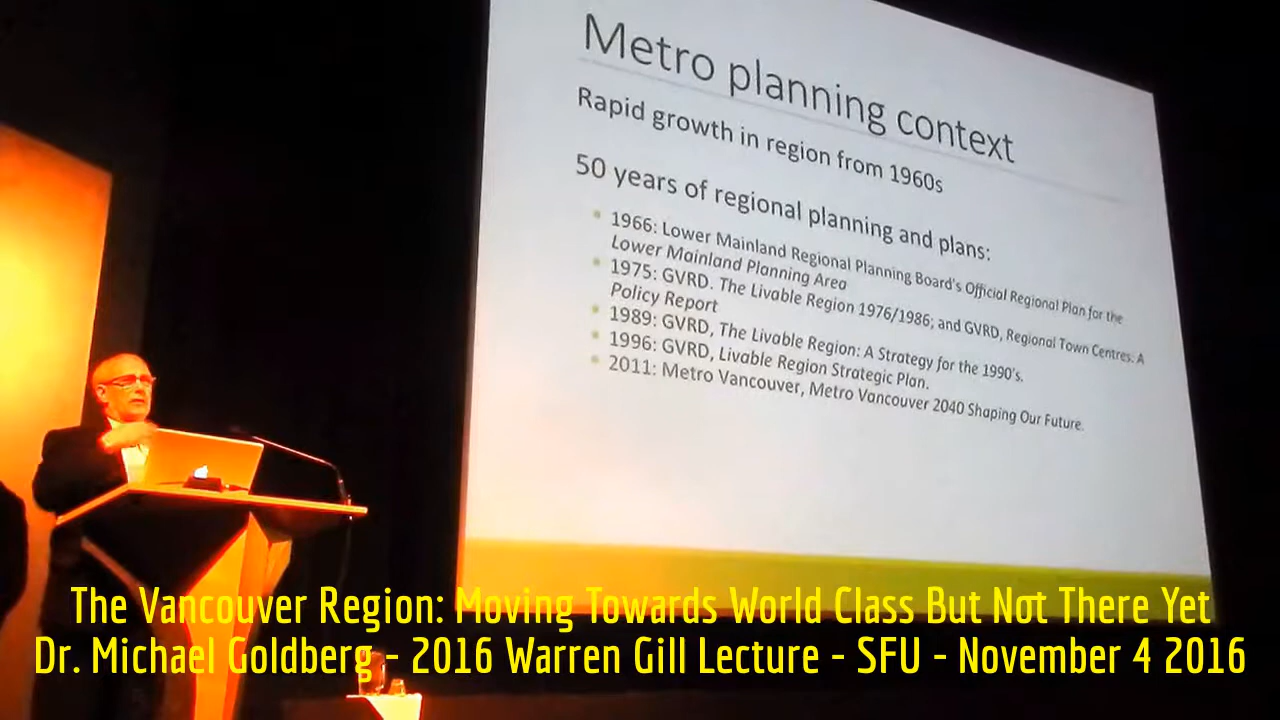 Metro planning context
Rapid growth in region from 1960s
50 years of regional planning and plans:
• 1966: Lower Mainland Regional Planning Board's Official Regional Plan for the
Lower Mainland Planning Area
• 1975: GVRD. The Livable Region 1976/1986; and GVRD, Regional Town Centres: A
Policy Report
• 1989: GVRD, The Livable Region: A Strategy for the 1990's.
• 1996: GVRD, Livable Region Strategic Plan.
• 2011: Metro Vancouver, Metro Vancouver 2040 Shaping Our Future.
The Vancouver Region: Moving Towards World Class But Not There Yet
Dr. Michael Goldberg - 2016 Warren Gill Lecture - SFU - November 4 2016